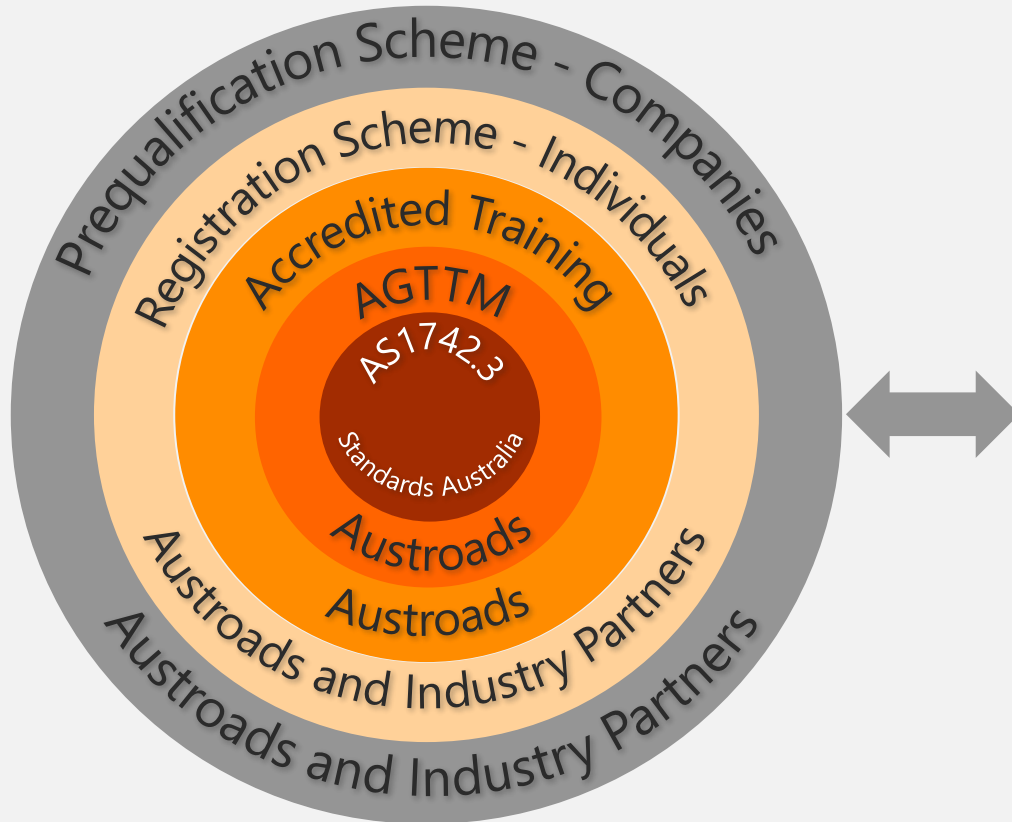 Prequalification Scheme - Companies
Registration Scheme - Individuals
Accredited Training
AGTTM
AS1742.3
Standards Australia
Austroads
Austroads
Austroads and Industry Partners
Austroads and Industry Partners